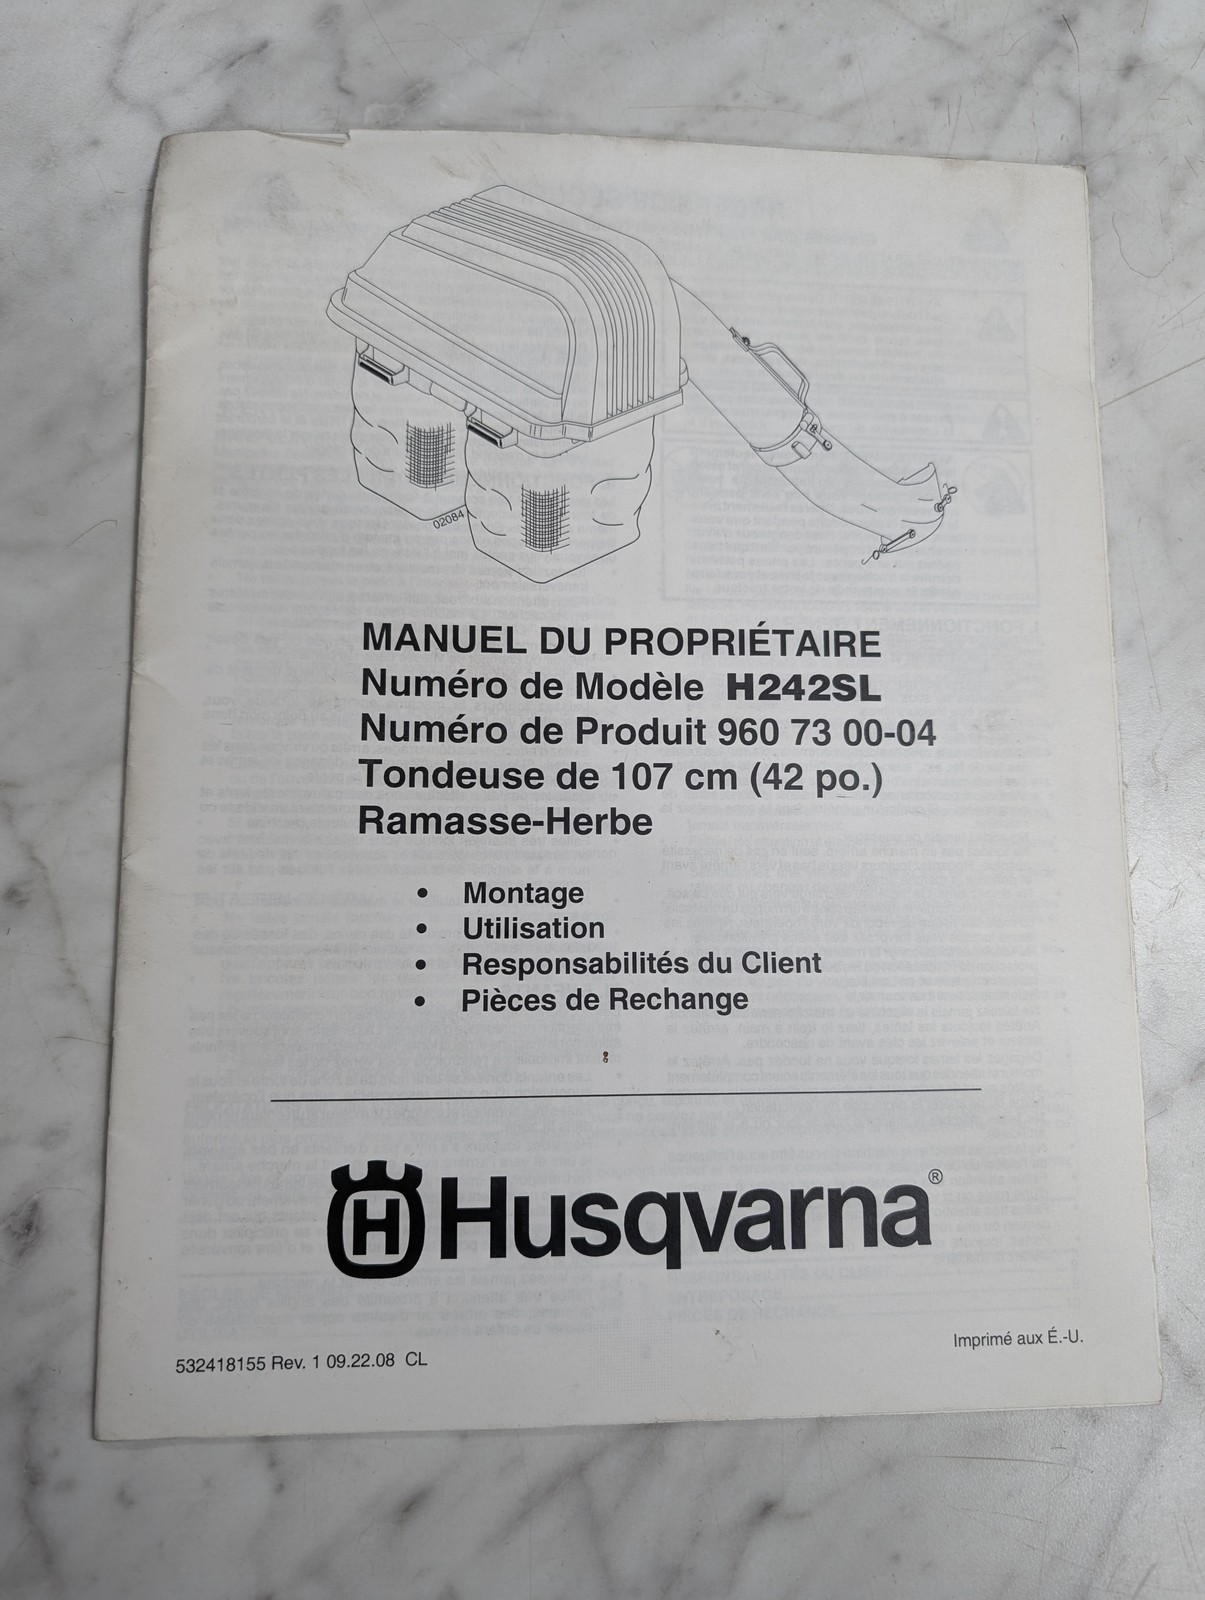 02084
MANUEL DU PROPRIÉTAIRE
Numéro de Modèle H242SL
Numéro de Produit 960 73 00-04
Tondeuse de 107 cm (42 po.)
Ramasse-Herbe
• Montage
• Utilisation
• Responsabilités du Client
• Pièces de Rechange
H Husqvarna®
Imprimé aux É.-U.
532418155 Rev. 1 09.22.08 CL